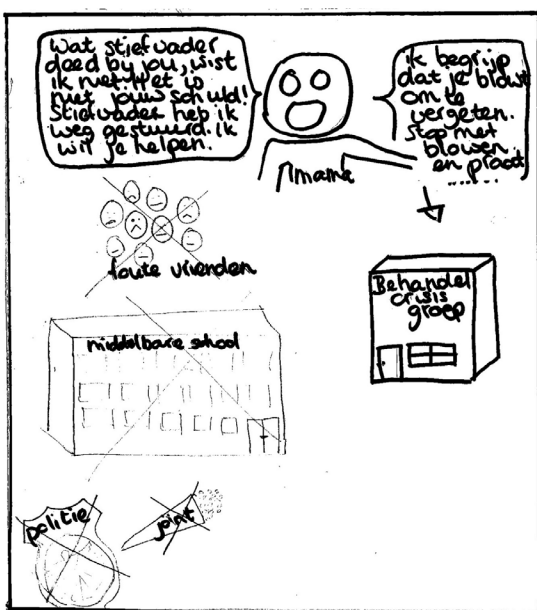 Wat stiefvader
deed by jou, wist
ik niet. Het is
niet jouw schuld!
Stiefvader heb ik
weg gestuurd. Ik
wil je helpen.
ik begrijp
dat je blowt
om te
vergeten.
stop met
blowen
en praat
.......
mama
foute vrienden
Behandel
crisis
groep
middelbare school
politie
joint